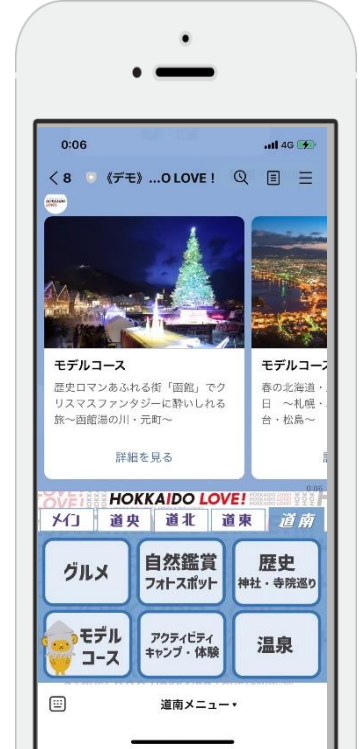 0:06
4G
8
《デモ》...O LOVE!
モデルコース
歴史ロマンあふれる街「函館」でク
リスマスファンタジーに酔いしれる
旅~函館湯の川・元町~
詳細を見る
モデルコー
春の北海道・
日 ~札幌・
台・松島~
0:06
HOKKAIDO LOVE!
メイン
道央
道北
道東
道南
グルメ
自然鑑賞
フォトスポット
歴史
神社・寺院巡り
モデル
コース
アクティビティ
キャンプ・体験
温泉
道南メニュー▾